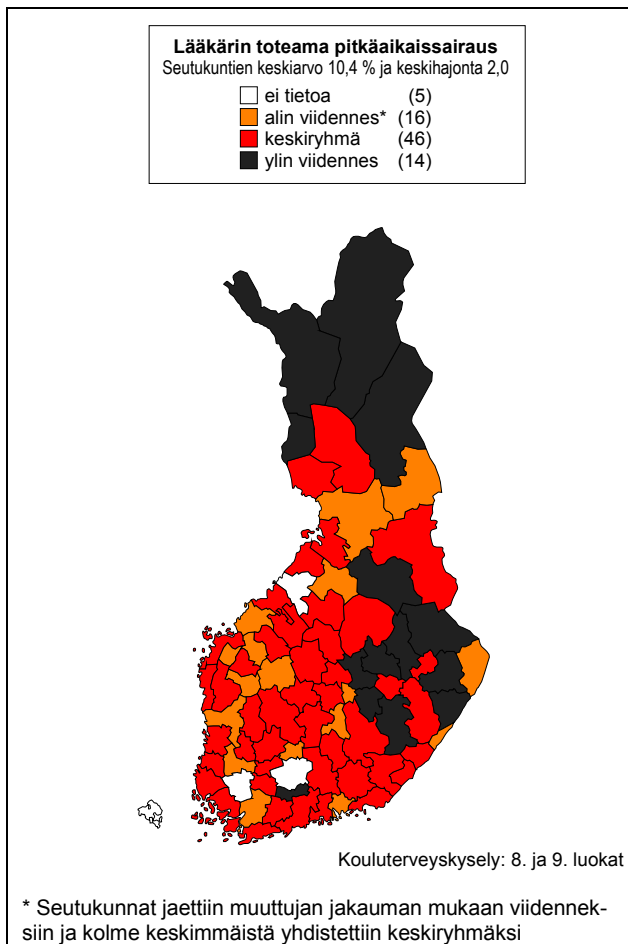 Lääkärin toteama pitkäaikaissairaus
Seutukuntien keskiarvo 10,4 % ja keskihajonta 2,0
ei tietoa (5)
alin viidennes* (16)
keskiryhmä (46)
ylin viidennes (14)
Kouluterveyskysely: 8. ja 9. luokat
* Seutukunnat jaettiin muuttujan jakauman mukaan viidennek-
siin ja kolme keskimmäistä yhdistettiin keskiryhmäksi